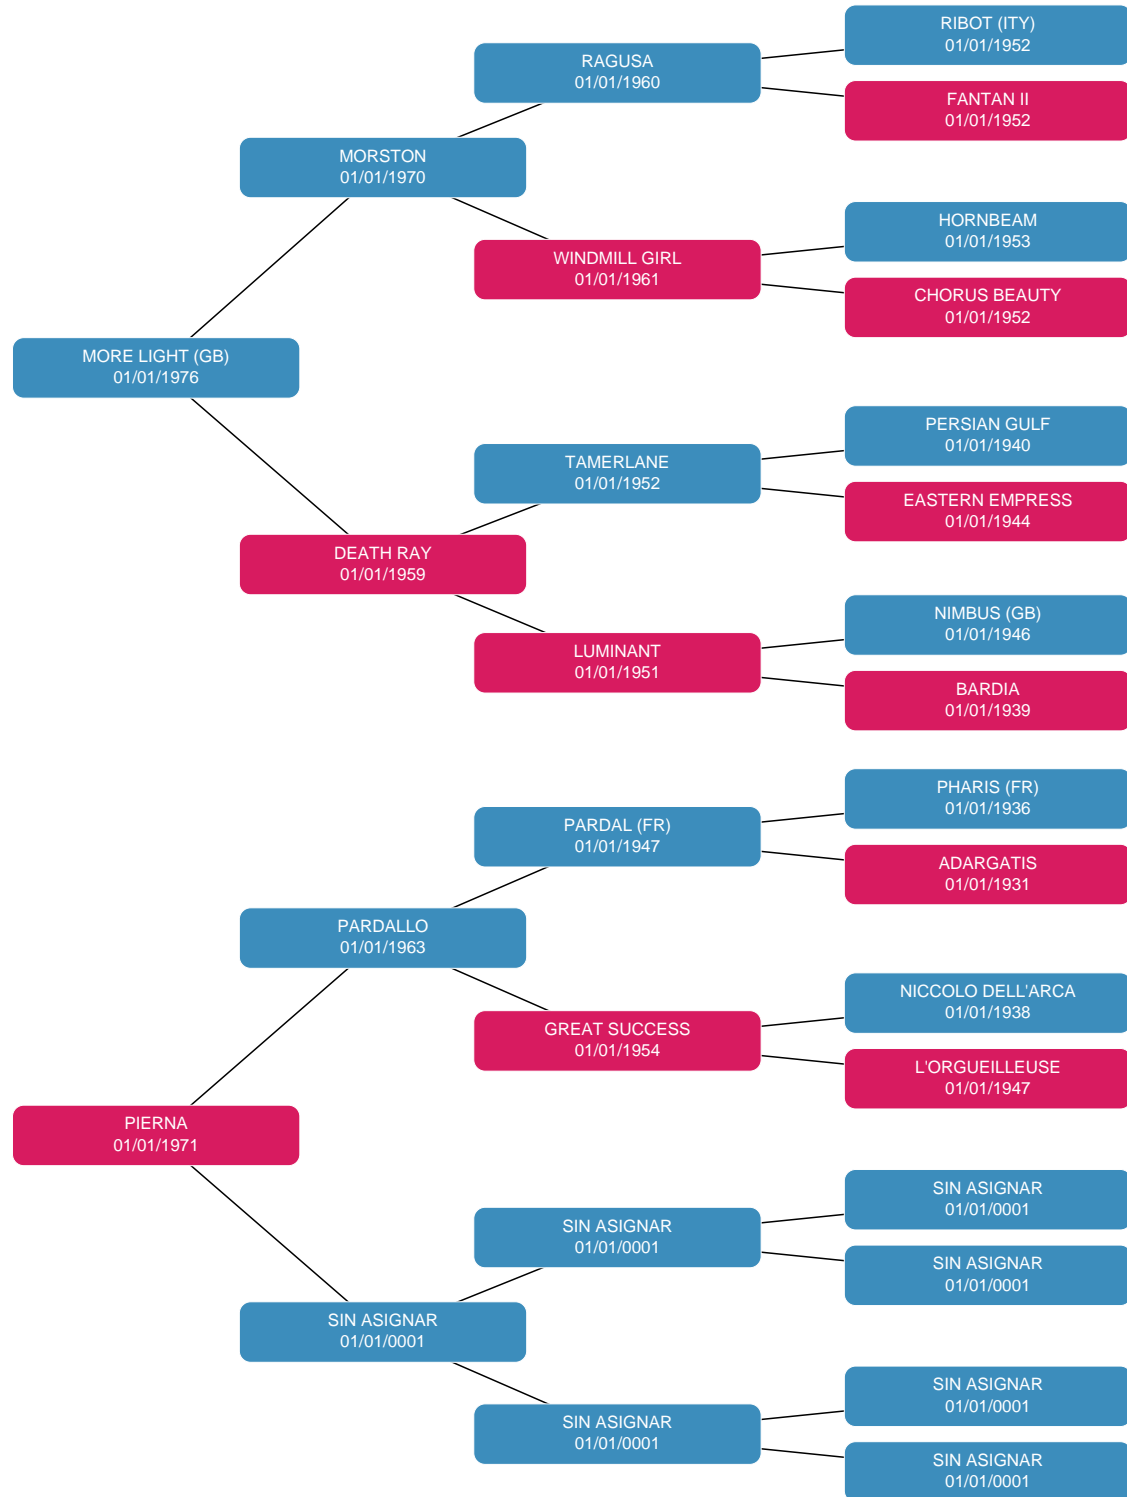 RIBOT (ITY)
01/01/1952
RAGUSA
01/01/1960
FANTAN II
01/01/1952
MORSTON
01/01/1970
HORNBEAM
01/01/1953
WINDMILL GIRL
01/01/1961
CHORUS BEAUTY
01/01/1952
MORE LIGHT (GB)
01/01/1976
PERSIAN GULF
01/01/1940
TAMERLANE
01/01/1952
EASTERN EMPRESS
01/01/1944
DEATH RAY
01/01/1959
NIMBUS (GB)
01/01/1946
LUMINANT
01/01/1951
BARDIA
01/01/1939
PHARIS (FR)
01/01/1936
PARDAL (FR)
01/01/1947
ADARGATIS
01/01/1931
PARDALLO
01/01/1963
NICCOLO DELL'ARCA
01/01/1938
GREAT SUCCESS
01/01/1954
L'ORGUEILLEUSE
01/01/1947
PIERNA
01/01/1971
SIN ASIGNAR
01/01/0001
SIN ASIGNAR
01/01/0001
SIN ASIGNAR
01/01/0001
SIN ASIGNAR
01/01/0001
SIN ASIGNAR
01/01/0001
SIN ASIGNAR
01/01/0001
SIN ASIGNAR
01/01/0001